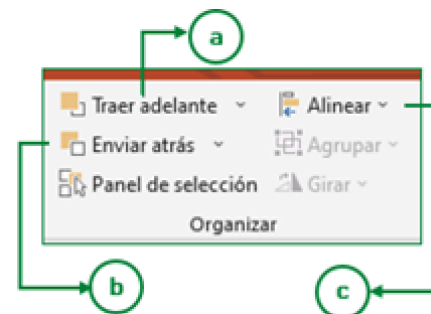 a
Traer adelante Alinear
Enviar atrás Agrupar
Panel de selección Girar
Organizar
b
c